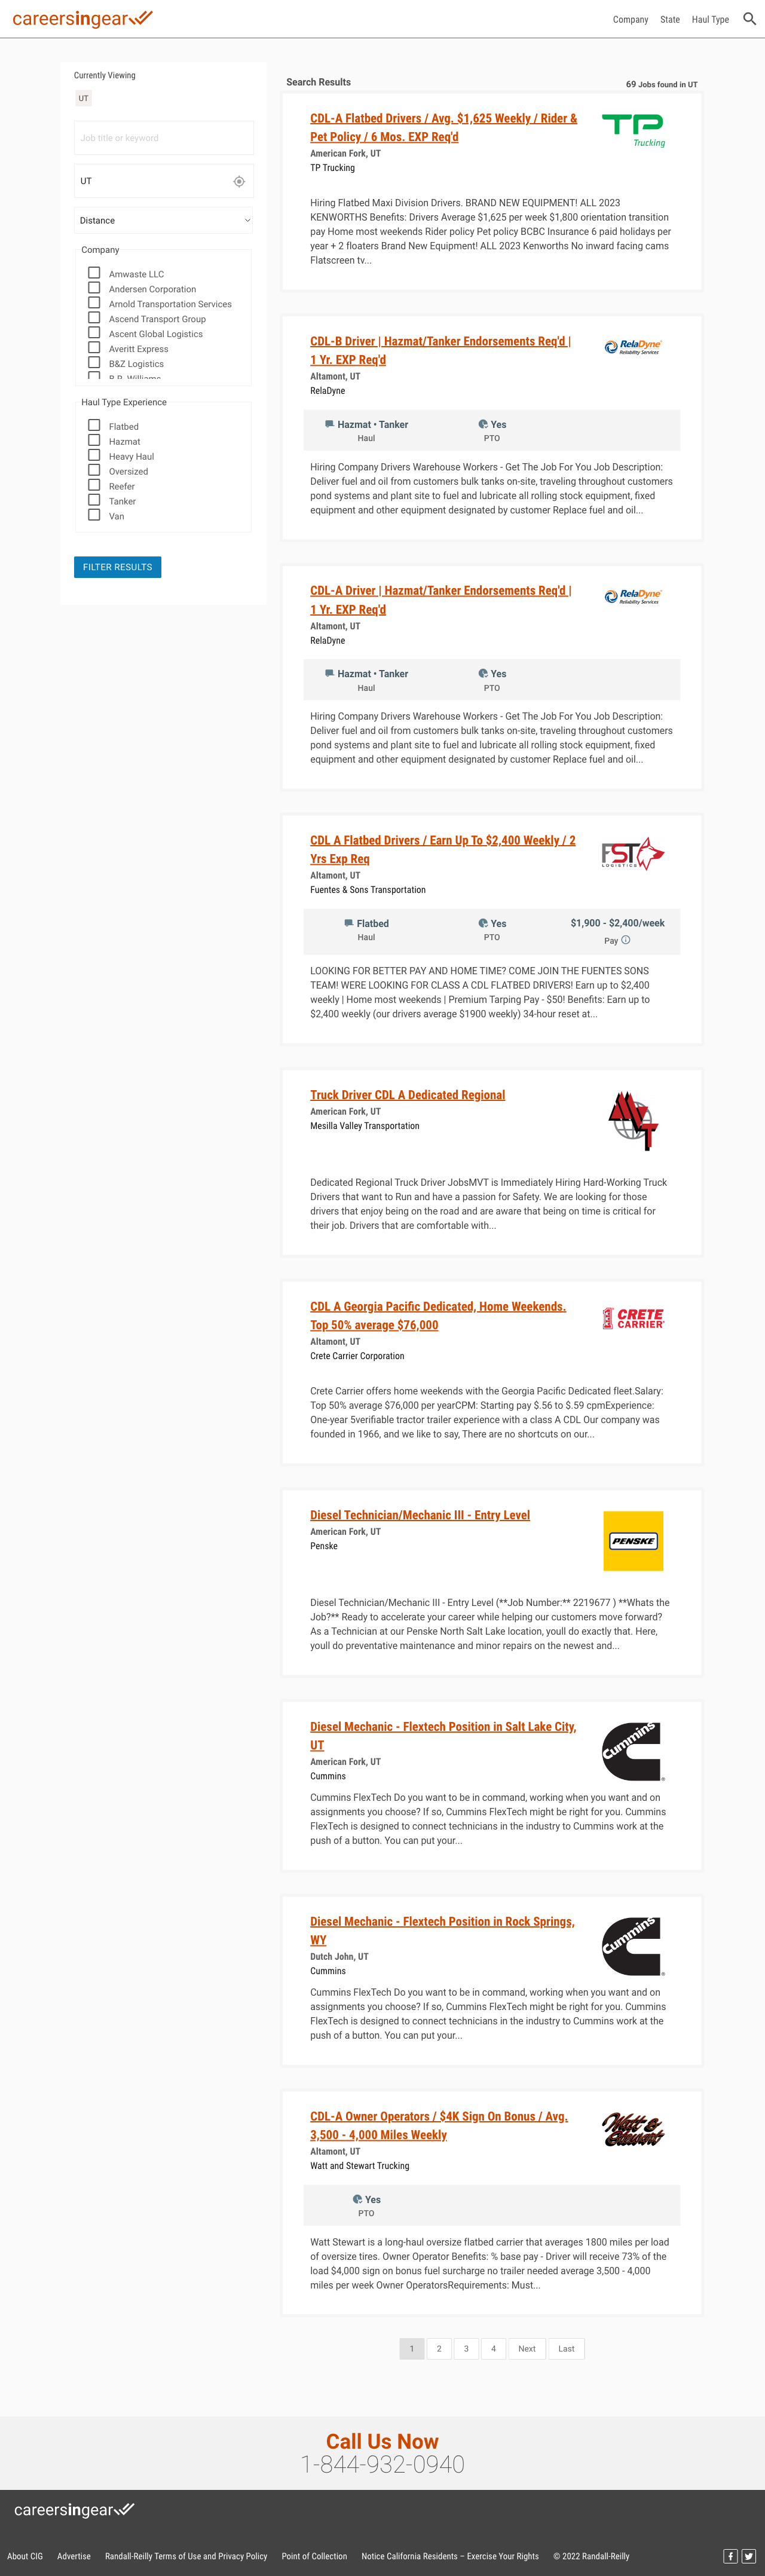 careersingear
Company State Haul Type
Currently Viewing
UT
Job title or keyword
UT
Distance
Company
Amwaste LLC
Andersen Corporation
Arnold Transportation Services
Ascend Transport Group
Ascent Global Logistics
Averitt Express
B&Z Logistics
B.R. Williams
Haul Type Experience
Flatbed
Hazmat
Heavy Haul
Oversized
Reefer
Tanker
Van
FILTER RESULTS
Search Results
69 Jobs found in UT
CDL-A Flatbed Drivers / Avg. $1,625 Weekly / Rider &
Pet Policy / 6 Mos. EXP Req'd
American Fork, UT
TP Trucking
TP
Trucking
Hiring Flatbed Maxi Division Drivers. BRAND NEW EQUIPMENT! ALL 2023
KENWORTHS Benefits: Drivers Average $1,625 per week $1,800 orientation transition
pay Home most weekends Rider policy Pet policy BCBC Insurance 6 paid holidays per
year + 2 floaters Brand New Equipment! ALL 2023 Kenworths No inward facing cams
Flatscreen tv...
CDL-B Driver | Hazmat/Tanker Endorsements Req'd |
1 Yr. EXP Req'd
Altamont, UT
RelaDyne
RelaDyne
Reliability Services
Hazmat • Tanker
Haul
Yes
PTO
Hiring Company Drivers Warehouse Workers - Get The Job For You Job Description:
Deliver fuel and oil from customers bulk tanks on-site, traveling throughout customers
pond systems and plant site to fuel and lubricate all rolling stock equipment, fixed
equipment and other equipment designated by customer Replace fuel and oil...
CDL-A Driver | Hazmat/Tanker Endorsements Req'd |
1 Yr. EXP Req'd
Altamont, UT
RelaDyne
RelaDyne
Reliability Services
Hazmat • Tanker
Haul
Yes
PTO
Hiring Company Drivers Warehouse Workers - Get The Job For You Job Description:
Deliver fuel and oil from customers bulk tanks on-site, traveling throughout customers
pond systems and plant site to fuel and lubricate all rolling stock equipment, fixed
equipment and other equipment designated by customer Replace fuel and oil...
CDL A Flatbed Drivers / Earn Up To $2,400 Weekly / 2
Yrs Exp Req
Altamont, UT
Fuentes & Sons Transportation
FST
LOGISTICS
Flatbed
Haul
Yes
PTO
$1,900 - $2,400/week
Pay
LOOKING FOR BETTER PAY AND HOME TIME? COME JOIN THE FUENTES SONS
TEAM! WERE LOOKING FOR CLASS A CDL FLATBED DRIVERS! Earn up to $2,400
weekly | Home most weekends | Premium Tarping Pay - $50! Benefits: Earn up to
$2,400 weekly (our drivers average $1900 weekly) 34-hour reset at...
Truck Driver CDL A Dedicated Regional
American Fork, UT
Mesilla Valley Transportation
MVT
Dedicated Regional Truck Driver JobsMVT is Immediately Hiring Hard-Working Truck
Drivers that want to Run and have a passion for Safety. We are looking for those
drivers that enjoy being on the road and are aware that being on time is critical for
their job. Drivers that are comfortable with...
CDL A Georgia Pacific Dedicated, Home Weekends.
Top 50% average $76,000
Altamont, UT
Crete Carrier Corporation
CRETE
CARRIER
Crete Carrier offers home weekends with the Georgia Pacific Dedicated fleet.Salary:
Top 50% average $76,000 per yearCPM: Starting pay $.56 to $.59 cpmExperience:
One-year 5verifiable tractor trailer experience with a class A CDL Our company was
founded in 1966, and we like to say, There are no shortcuts on our...
Diesel Technician/Mechanic III - Entry Level
American Fork, UT
Penske
PENSKE
Diesel Technician/Mechanic III - Entry Level (**Job Number:** 2219677 ) **Whats the
Job?** Ready to accelerate your career while helping our customers move forward?
As a Technician at our Penske North Salt Lake location, youll do exactly that. Here,
youll do preventative maintenance and minor repairs on the newest and...
Diesel Mechanic - Flextech Position in Salt Lake City,
UT
American Fork, UT
Cummins
Cummins
Cummins FlexTech Do you want to be in command, working when you want and on
assignments you choose? If so, Cummins FlexTech might be right for you. Cummins
FlexTech is designed to connect technicians in the industry to Cummins work at the
push of a button. You can put your...
Diesel Mechanic - Flextech Position in Rock Springs,
WY
Dutch John, UT
Cummins
Cummins
Cummins FlexTech Do you want to be in command, working when you want and on
assignments you choose? If so, Cummins FlexTech might be right for you. Cummins
FlexTech is designed to connect technicians in the industry to Cummins work at the
push of a button. You can put your...
CDL-A Owner Operators / $4K Sign On Bonus / Avg.
3,500 - 4,000 Miles Weekly
Altamont, UT
Watt and Stewart Trucking
Watt &
Stewart
Yes
PTO
Watt Stewart is a long-haul oversize flatbed carrier that averages 1800 miles per load
of oversize tires. Owner Operator Benefits: % base pay - Driver will receive 73% of the
load $4,000 sign on bonus fuel surcharge no trailer needed average 3,500 - 4,000
miles per week Owner OperatorsRequirements: Must...
1 2 3 4 Next Last
Call Us Now
1-844-932-0940
careersingear
About CIG Advertise Randall-Reilly Terms of Use and Privacy Policy Point of Collection Notice California Residents – Exercise Your Rights © 2022 Randall-Reilly